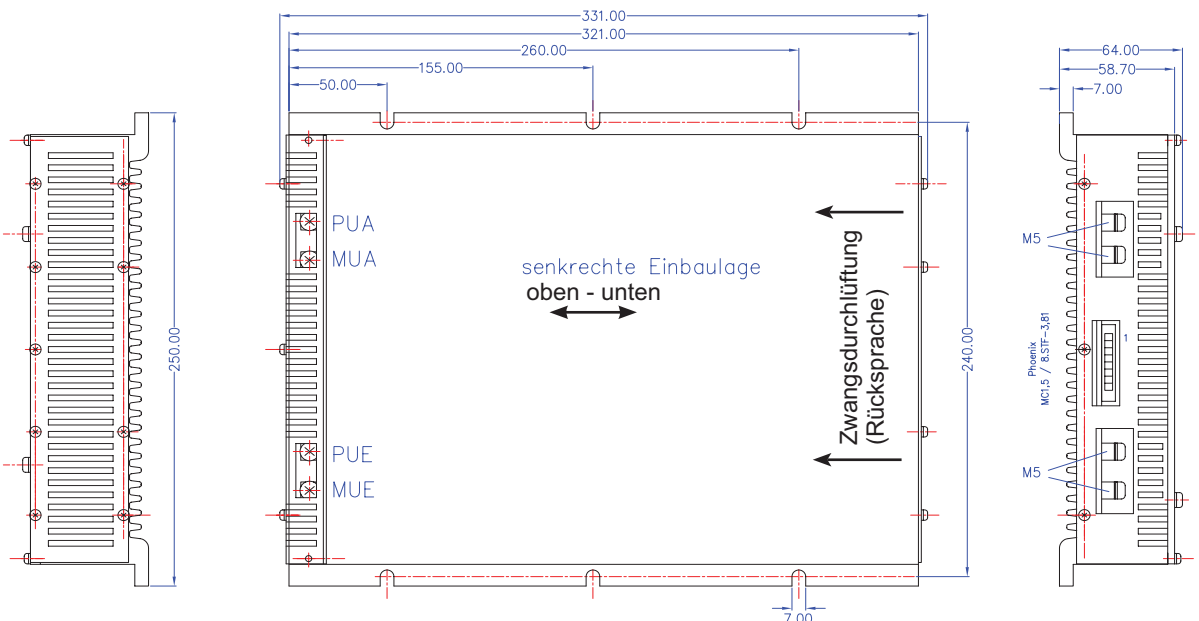 331.00
321.00
260.00
155.00
50.00
64.00
58.70
7.00
PUA
MUA
senkrechte Einbaulage
oben - unten
Zwangsdurchlüftung
(Rücksprache)
PUE
MUE
250.00
240.00
7.00
M5
1
Phoenix
MC1,5 / 8.STF-3,81
M5